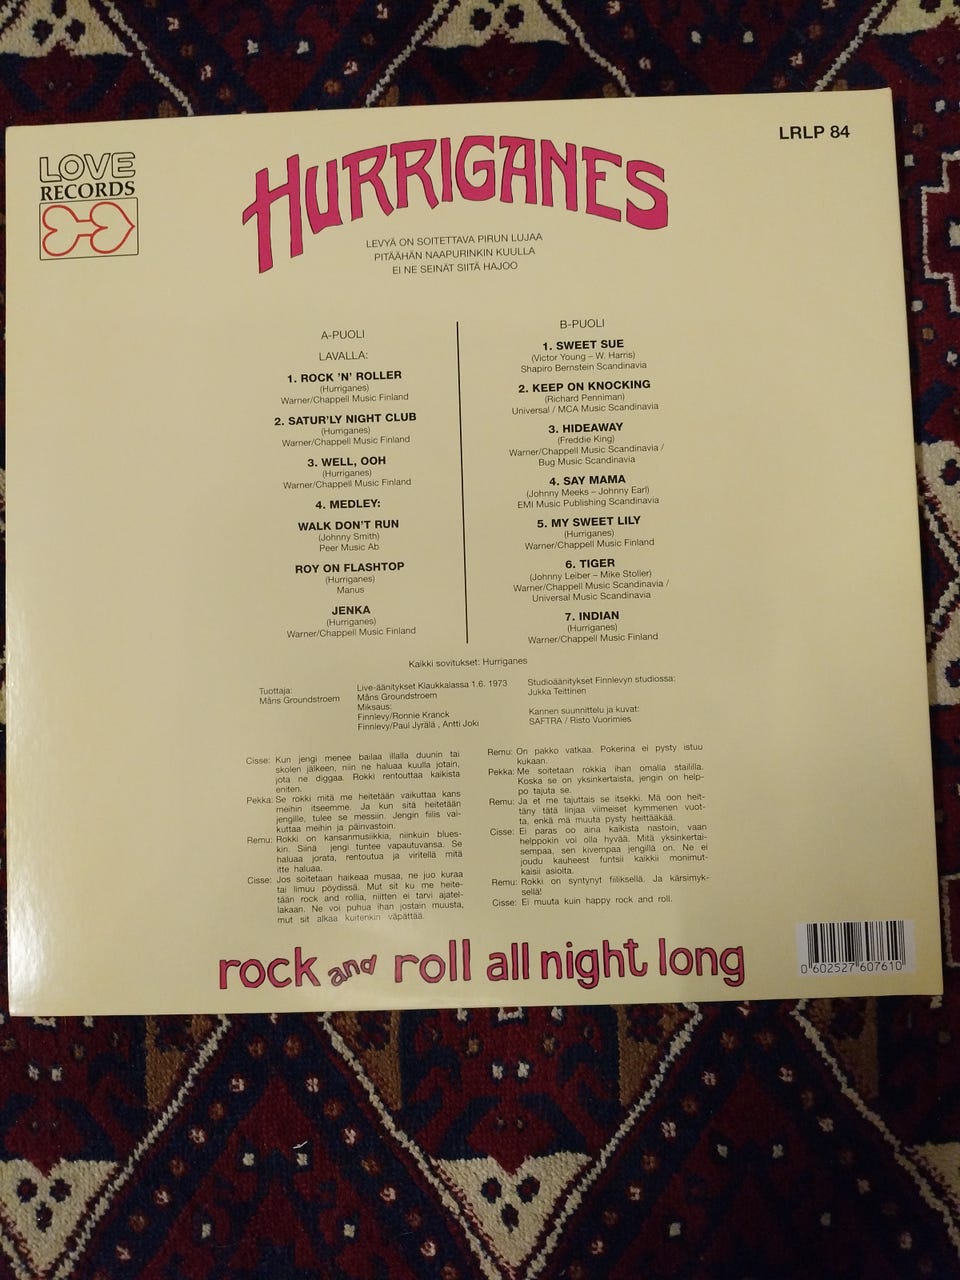 LRLP 84
LOVE
RECORDS
HURRIGANES
LEVYÄ ON SOITETTAVA PIRUN LUJAA
PITÄÄHÄN NAAPURINKIN KUULLA
EI NE SEINÄT SIITÄ HAJOO
A-PUOLI
LAVALLA:
1. ROCK 'N' ROLLER
(Hurriganes)
Warner/Chappell Music Finland
2. SATUR'LY NIGHT CLUB
(Hurriganes)
Warner/Chappell Music Finland
3. WELL, OOH
(Hurriganes)
Warner/Chappell Music Finland
4. MEDLEY:
WALK DON'T RUN
(Johnny Smith)
Peer Music Ab
ROY ON FLASHTOP
(Hurriganes)
Manus
JENKA
(Hurriganes)
Warner/Chappell Music Finland
B-PUOLI
1. SWEET SUE
(Victor Young – W. Harris)
Shapiro Bernstein Scandinavia
2. KEEP ON KNOCKING
(Richard Penniman)
Universal / MCA Music Scandinavia
3. HIDEAWAY
(Freddie King)
Warner/Chappell Music Scandinavia /
Bug Music Scandinavia
4. SAY MAMA
(Johnny Meeks – Johnny Earl)
EMI Music Publishing Scandinavia
5. MY SWEET LILY
(Hurriganes)
Warner/Chappell Music Finland
6. TIGER
(Johnny Leiber – Mike Stoller)
Warner/Chappell Music Scandinavia /
Universal Music Scandinavia
7. INDIAN
(Hurriganes)
Warner/Chappell Music Finland
Kaikki sovitukset: Hurriganes
Tuottaja:
Måns Groundstroem
Live-äänitykset Klaukkalassa 1.6. 1973
Måns Groundstroem
Miksaus:
Finnlevy/Ronnie Kranck
Finnlevy/Paul Jyrälä , Antti Joki
Studioäänitykset Finnlevyn studiossa:
Jukka Teittinen
Kannen suunnittelu ja kuvat:
SAFTRA / Risto Vuorimies
Cisse: Kun jengi menee bailaa illalla duunin tai
skolen jälkeen, niin ne haluaa kuulla jotain,
jota ne diggaa. Rokki rentouttaa kaikista
eniten.
Pekka: Se rokki mitä me heitetään vaikuttaa kans
meihin itseemme. Ja kun sitä heitetään
jengille, tulee se messiin. Jengin fiilis vai-
kuttaa meihin ja päinvastoin.
Remu: Rokki on kansanmusiikkia, niinkuin blues-
kin. Siinä jengi tuntee vapautuvansa. Se
haluaa jorata, rentoutua ja viritellä mitä
itte haluaa.
Cisse: Jos soitetaan haikeaa musaa, ne juo kuraa
tai limuu pöydissä. Mut sit ku me heite-
tään rock and rollia, niitten ei tarvi ajatel-
lakaan. Ne voi puhua ihan jostain muusta,
mut sit alkaa kuitenkin väpättää.
Remu: On pakko vatkaa. Pokerina ei pysty istuu
kukaan.
Pekka: Me soitetaan rokkia ihan omalla staililla.
Koska se on yksinkertaista, jengin on help-
po tajuta se.
Remu: Ja et me tajuttais se itsekki. Mä oon heit-
täny tätä linjaa viimeiset kymmenen vuot-
ta, enkä mä muuta pysty heittääkää.
Cisse: Ei paras oo aina kaikista nastoin, vaan
helppokin voi olla hyvää. Mitä yksinkertai-
sempaa, sen kivempaa jengillä on. Ne ei
joudu kauheest funtsii kaikkii monimut-
kaisii asioita.
Remu: Rokki on syntynyt fiiliksellä. Ja kärsimyk-
sellä!
Cisse: Ei muuta kuin happy rock and roll.
rock and roll all night long
0 602527 607610